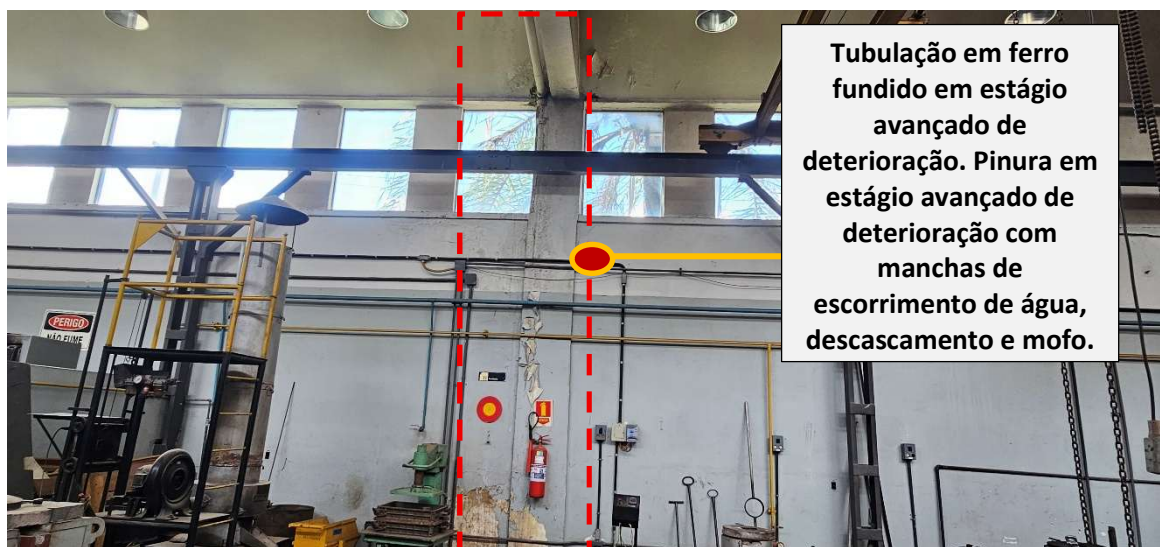 Tubulação em ferro
fundido em estágio
avançado de
deterioração. Pinura em
estágio avançado de
deterioração com
manchas de
escorrimento de água,
descascamento e mofo.
PERIGO
NÃO FUME